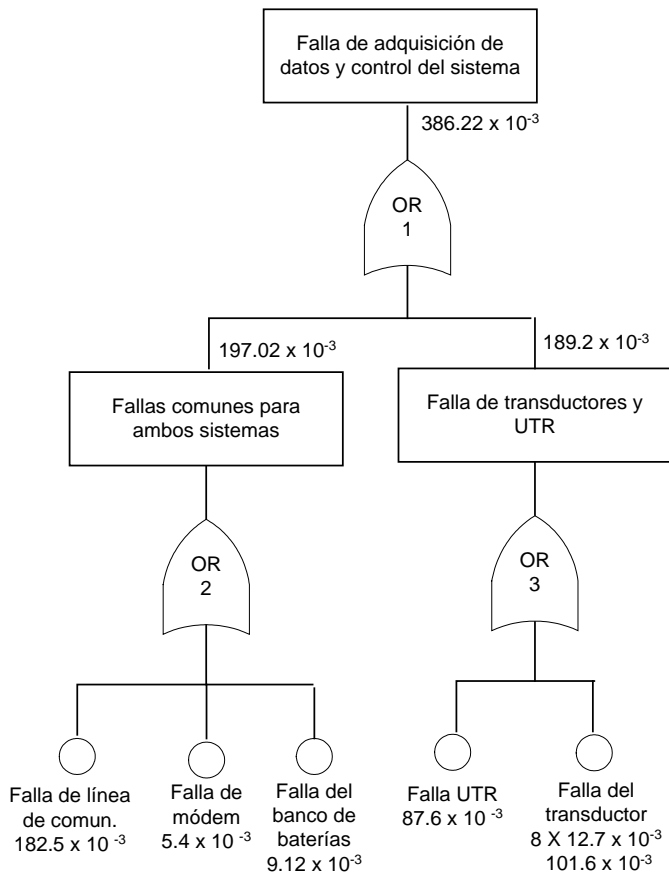 Falla de adquisición de
datos y control del sistema
386.22 x 10⁻³
OR
1
197.02 x 10⁻³
189.2 x 10⁻³
Fallas comunes para
ambos sistemas
Falla de transductores y
UTR
OR
2
OR
3
Falla de línea
de comun.
182.5 x 10⁻³
Falla de
módem
5.4 x 10⁻³
Falla del
banco de
baterías
9.12 x 10⁻³
Falla UTR
87.6 x 10⁻³
Falla del
transductor
8 X 12.7 x 10⁻³
101.6 x 10⁻³